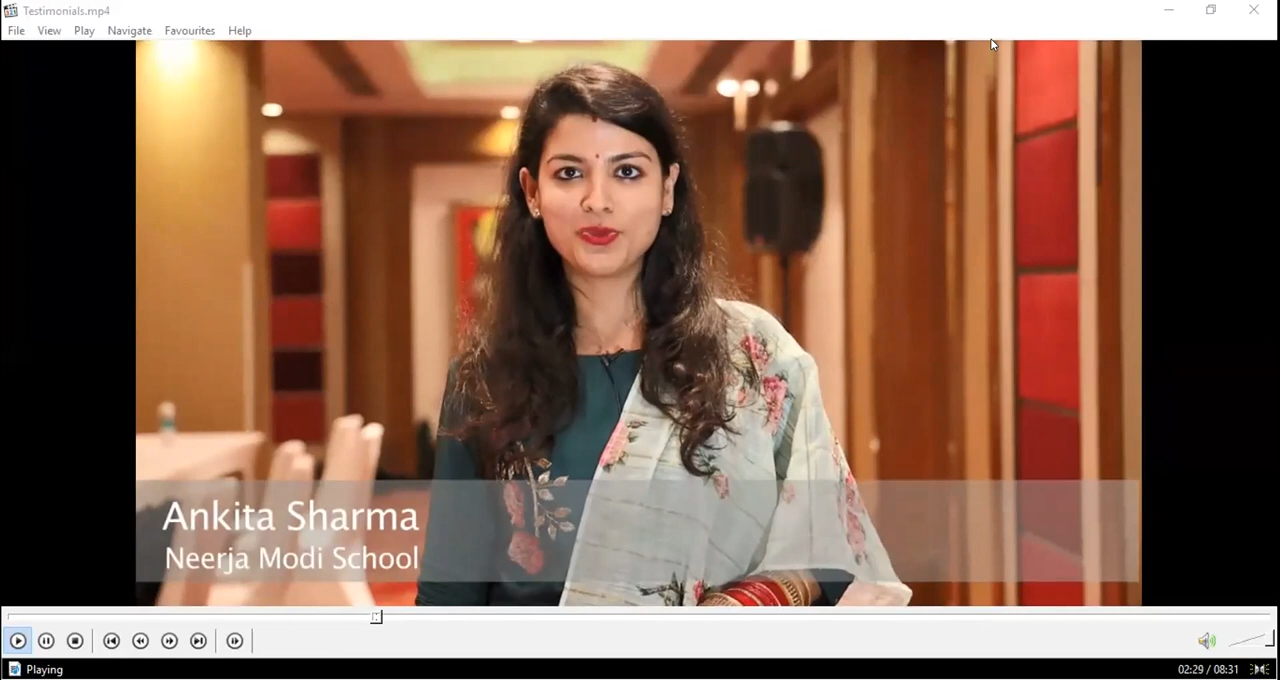 Testimonials.mp4
File View Play Navigate Favourites Help
Ankita Sharma
Neerja Modi School
Playing
02:29 / 08:31